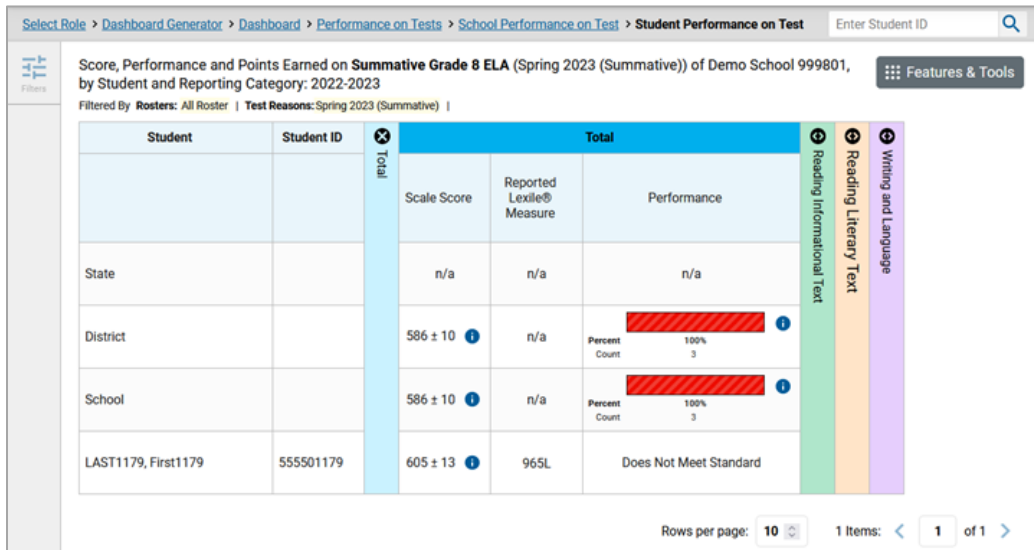 Select Role > Dashboard Generator > Dashboard > Performance on Tests > School Performance on Test > Student Performance on Test
Enter Student ID
Filters
Score, Performance and Points Earned on Summative Grade 8 ELA (Spring 2023 (Summative)) of Demo School 999801,
by Student and Reporting Category: 2022-2023
Features & Tools
Filtered By Rosters: All Roster | Test Reasons: Spring 2023 (Summative) |
Student
Student ID
Total
Total
Reading Informational Text
Reading Literary Text
Writing and Language
Scale Score
Reported
Lexile®
Measure
Performance
State
n/a
n/a
n/a
District
586 ± 10
n/a
Percent 100%
Count 3
School
586 ± 10
n/a
Percent 100%
Count 3
LAST1179, First1179
555501179
605 ± 13
965L
Does Not Meet Standard
Rows per page: 10
1 Items: < 1 of 1 >